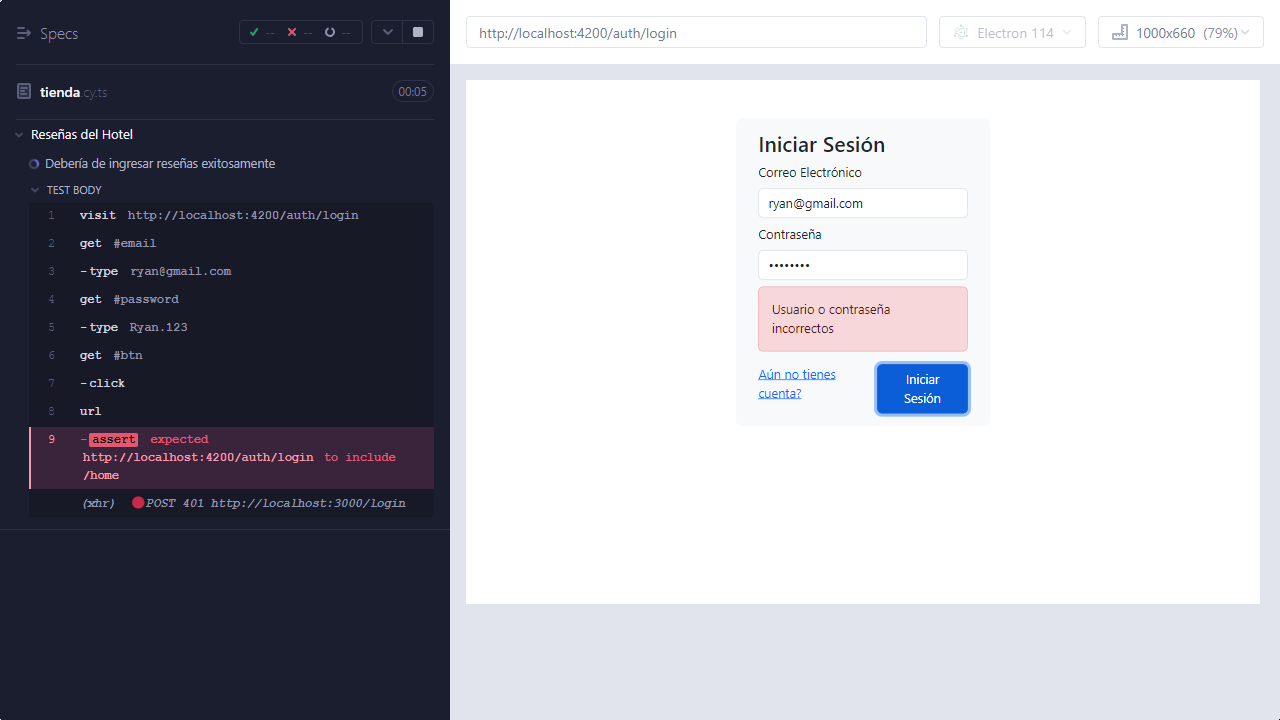 Specs
-- -- --
tienda.cy.ts 00:05
Reseñas del Hotel
Debería de ingresar reseñas exitosamente
TEST BODY
1 visit http://localhost:4200/auth/login
2 get #email
3 -type ryan@gmail.com
4 get #password
5 -type Ryan.123
6 get #btn
7 -click
8 url
9 -assert expected
http://localhost:4200/auth/login to include
/home
(xhr) POST 401 http://localhost:3000/login
http://localhost:4200/auth/login
Electron 114
1000x660 (79%)
Iniciar Sesión
Correo Electrónico
ryan@gmail.com
Contraseña
••••••••
Usuario o contraseña
incorrectos
Aún no tienes
cuenta?
Iniciar
Sesión